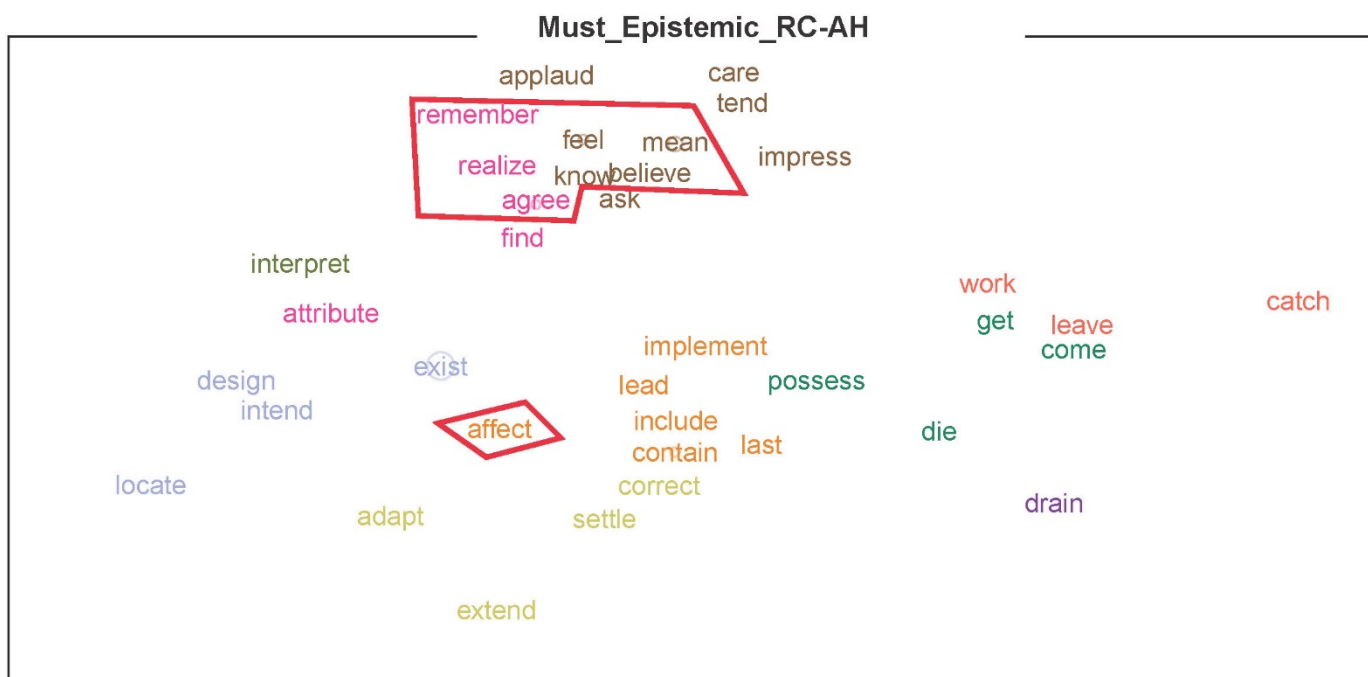 Must_Epistemic_RC-AH
applaud
care
tend
remember
feel
mean
impress
realize
know
believe
agree
ask
find
interpret
work
catch
attribute
get
leave
come
implement
exist
design
lead
possess
intend
include
affect
die
contain
last
locate
correct
drain
adapt
settle
extend